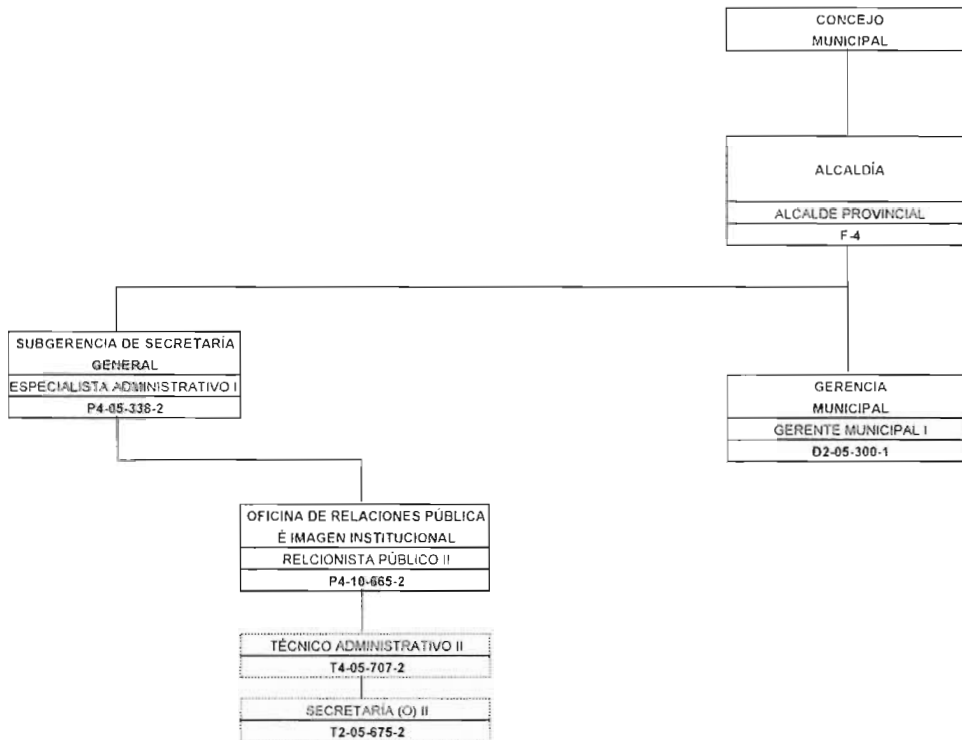 CONCEJO
MUNICIPAL
ALCALDÍA
ALCALDE PROVINCIAL
F-4
SUBGERENCIA DE SECRETARÍA
GENERAL
ESPECIALISTA ADMINISTRATIVO I
P4-05-338-2
GERENCIA
MUNICIPAL
GERENTE MUNICIPAL I
D2-05-300-1
OFICINA DE RELACIONES PÚBLICA
É IMAGEN INSTITUCIONAL
RELCIONISTA PÚBLICO II
P4-10-665-2
TÉCNICO ADMINISTRATIVO II
T4-05-707-2
SECRETARÍA (O) II
T2-05-675-2